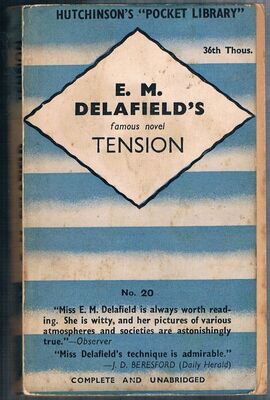 HUTCHINSON'S "POCKET LIBRARY"
36th Thous.
E. M.
DELAFIELD'S
famous novel
TENSION
No. 20
"Miss E. M. Delafield is always worth read-
ing. She is witty, and her pictures of various
atmospheres and societies are astonishingly
true."—Observer
"Miss Delafield's technique is admirable."
—J. D. BERESFORD (Daily Herald)
COMPLETE AND UNABRIDGED